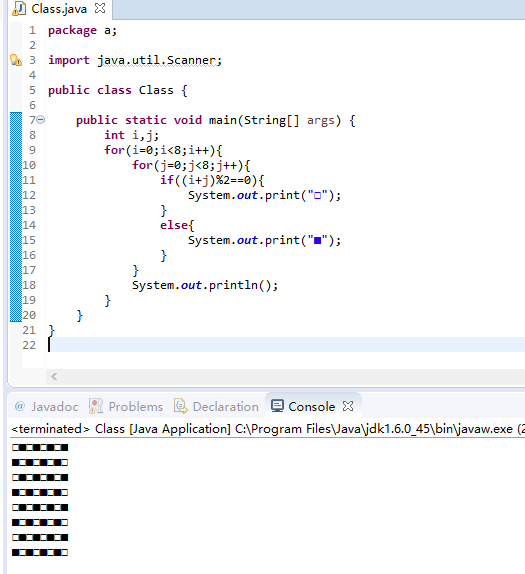 Class.java
1 package a;
2
3 import java.util.Scanner;
4
5 public class Class {
6
7     public static void main(String[] args) {
8         int i,j;
9         for(i=0;i<8;i++){
10             for(j=0;j<8;j++){
11                 if((i+j)%2==0){
12                     System.out.print("□");
13                 }
14                 else{
15                     System.out.print("■");
16                 }
17             }
18             System.out.println();
19         }
20     }
21 }
22
@ Javadoc Problems Declaration Console
<terminated> Class [Java Application] C:\Program Files\Java\jdk1.6.0_45\bin\javaw.exe (2
□■□■□■□■
■□■□■□■□
□■□■□■□■
■□■□■□■□
□■□■□■□■
■□■□■□■□
□■□■□■□■
■□■□■□■□